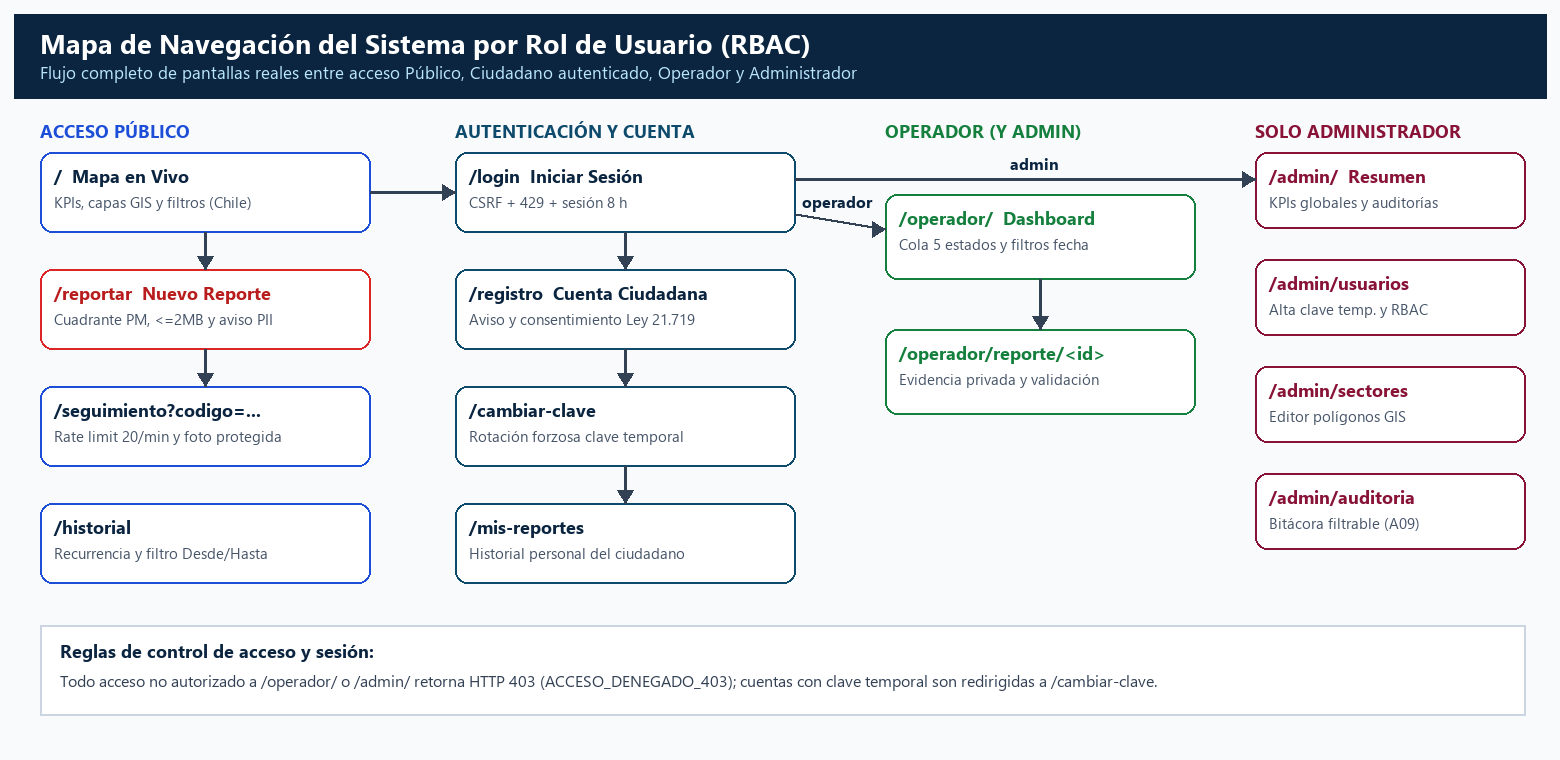 Mapa de Navegación del Sistema por Rol de Usuario (RBAC)
Flujo completo de pantallas reales entre acceso Público, Ciudadano autenticado, Operador y Administrador
ACCESO PÚBLICO
/  Mapa en Vivo
KPIs, capas GIS y filtros (Chile)
/reportar  Nuevo Reporte
Cuadrante PM, <=2MB y aviso PII
/seguimiento?codigo=...
Rate limit 20/min y foto protegida
/historial
Recurrencia y filtro Desde/Hasta
AUTENTICACIÓN Y CUENTA
/login  Iniciar Sesión
CSRF + 429 + sesión 8 h
/registro  Cuenta Ciudadana
Aviso y consentimiento Ley 21.719
/cambiar-clave
Rotación forzosa clave temporal
/mis-reportes
Historial personal del ciudadano
admin
operador
OPERADOR (Y ADMIN)
/operador/  Dashboard
Cola 5 estados y filtros fecha
/operador/reporte/<id>
Evidencia privada y validación
SOLO ADMINISTRADOR
/admin/  Resumen
KPIs globales y auditorías
/admin/usuarios
Alta clave temp. y RBAC
/admin/sectores
Editor polígonos GIS
/admin/auditoria
Bitácora filtrable (A09)
Reglas de control de acceso y sesión:
Todo acceso no autorizado a /operador/ o /admin/ retorna HTTP 403 (ACCESO_DENEGADO_403); cuentas con clave temporal son redirigidas a /cambiar-clave.